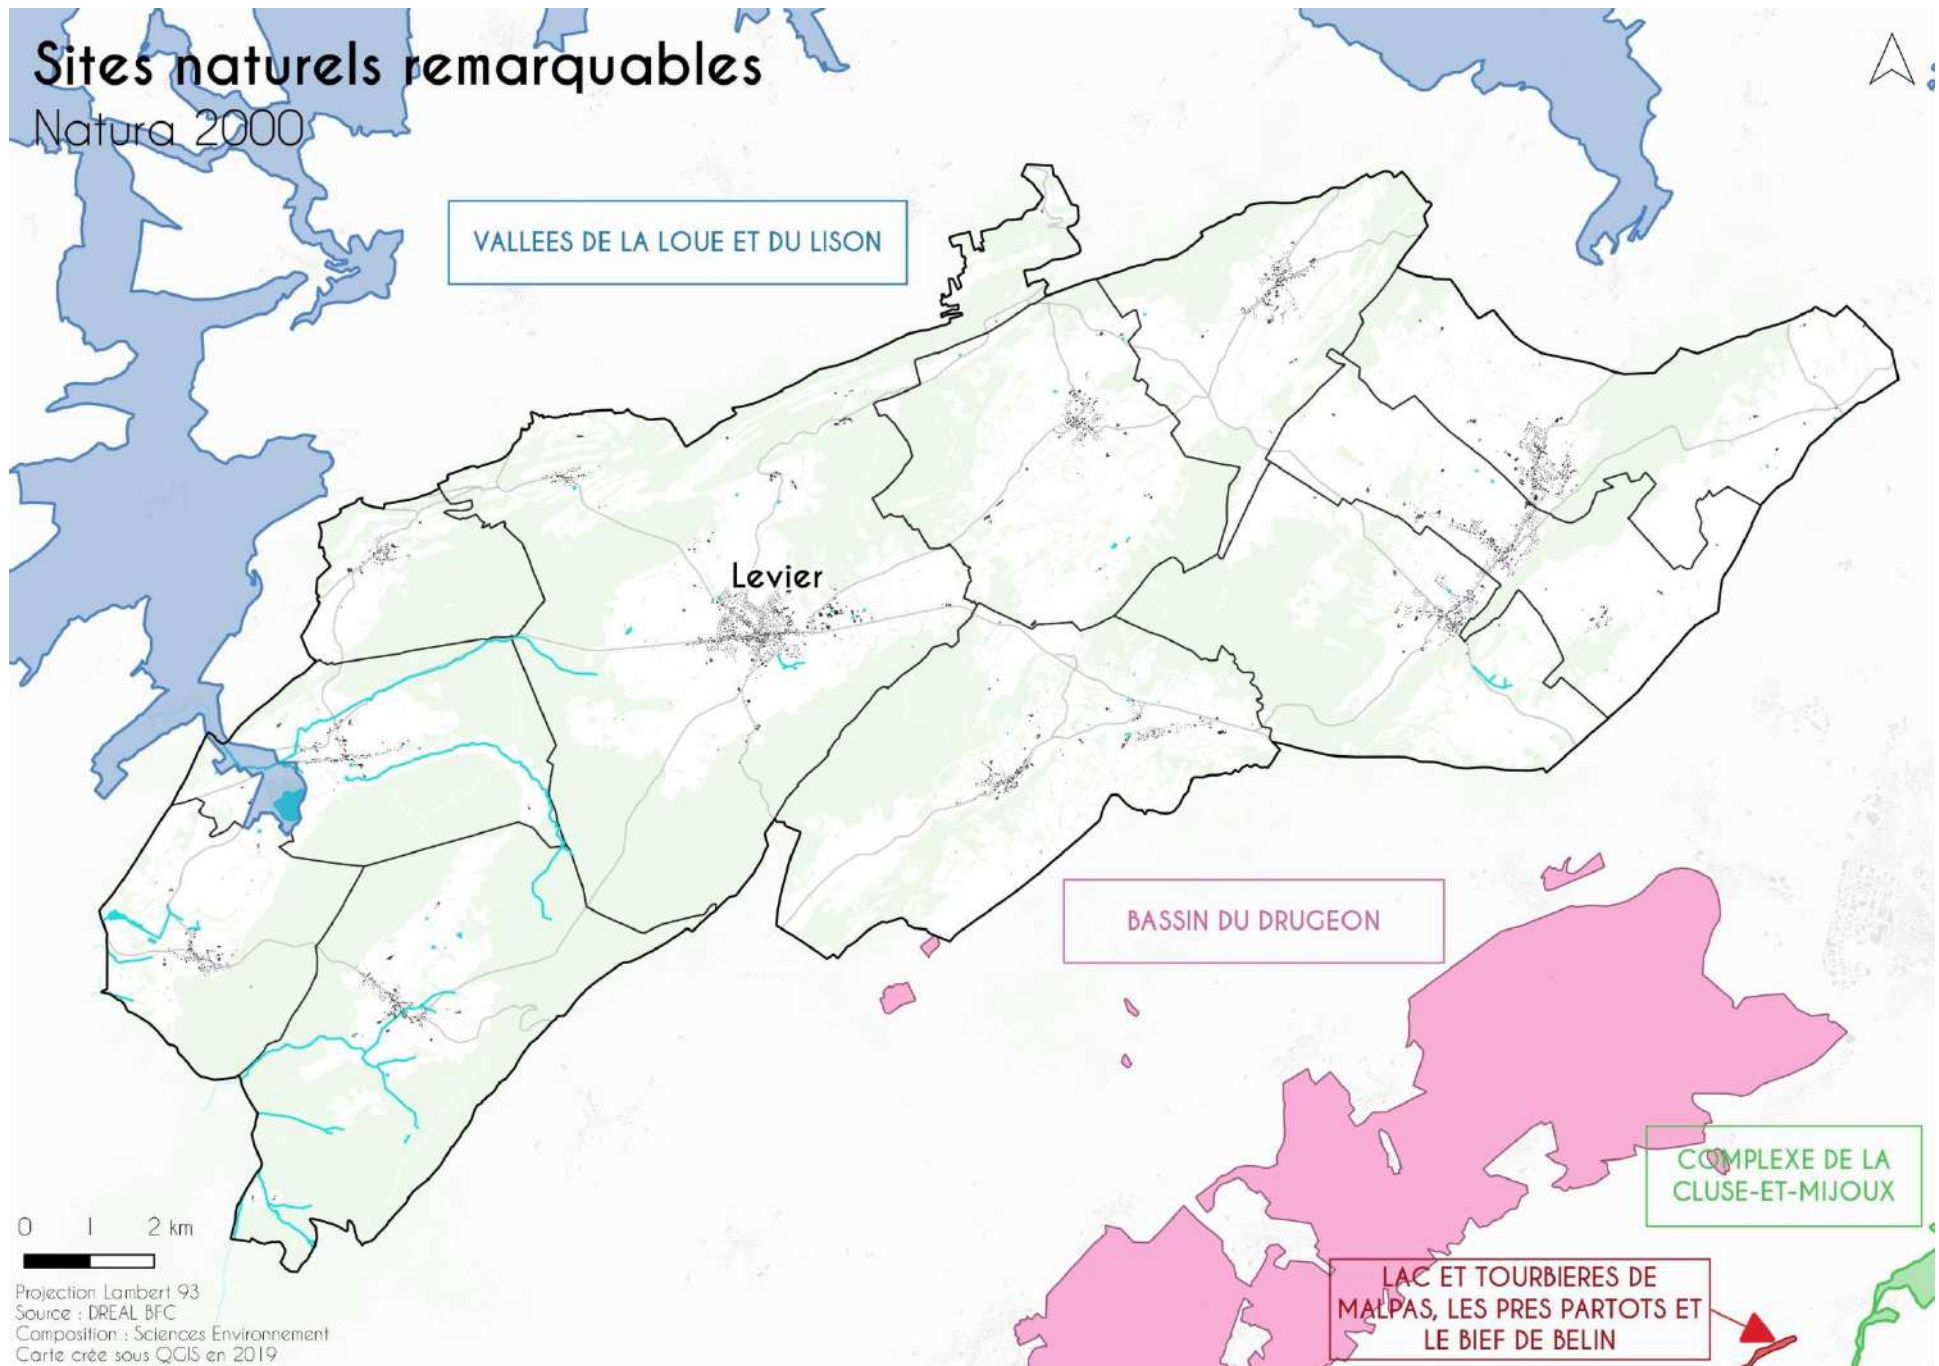 Sites naturels remarquables
Natura 2000
VALLEES DE LA LOUE ET DU LISON
Levier
BASSIN DU DRUGEON
COMPLEXE DE LA
CLUSE-ET-MIJOUX
LAC ET TOURBIERES DE
MALPAS, LES PRES PARTOTS ET
LE BIEF DE BELIN
0 1 2 km
Projection Lambert 93
Source : DREAL BFC
Composition : Sciences Environnement
Carte crée sous QGIS en 2019